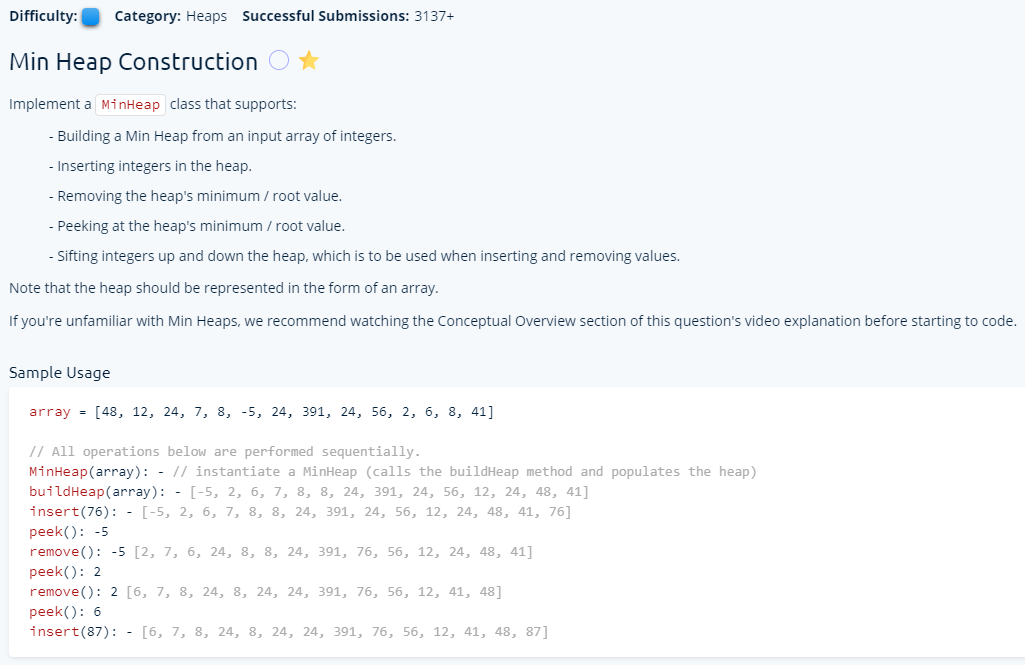 Difficulty: Category: Heaps Successful Submissions: 3137+
Min Heap Construction
Implement a MinHeap class that supports:
- Building a Min Heap from an input array of integers.
- Inserting integers in the heap.
- Removing the heap's minimum / root value.
- Peeking at the heap's minimum / root value.
- Sifting integers up and down the heap, which is to be used when inserting and removing values.
Note that the heap should be represented in the form of an array.
If you're unfamiliar with Min Heaps, we recommend watching the Conceptual Overview section of this question's video explanation before starting to code.
Sample Usage
array = [48, 12, 24, 7, 8, -5, 24, 391, 24, 56, 2, 6, 8, 41]
// All operations below are performed sequentially.
MinHeap(array): - // instantiate a MinHeap (calls the buildHeap method and populates the heap)
buildHeap(array): - [-5, 2, 6, 7, 8, 8, 24, 391, 24, 56, 12, 24, 48, 41]
insert(76): - [-5, 2, 6, 7, 8, 8, 24, 391, 24, 56, 12, 24, 48, 41, 76]
peek(): -5
remove(): -5 [2, 7, 6, 24, 8, 8, 24, 391, 76, 56, 12, 24, 48, 41]
peek(): 2
remove(): 2 [6, 7, 8, 24, 8, 24, 24, 391, 76, 56, 12, 41, 48]
peek(): 6
insert(87): - [6, 7, 8, 24, 8, 24, 24, 391, 76, 56, 12, 41, 48, 87]